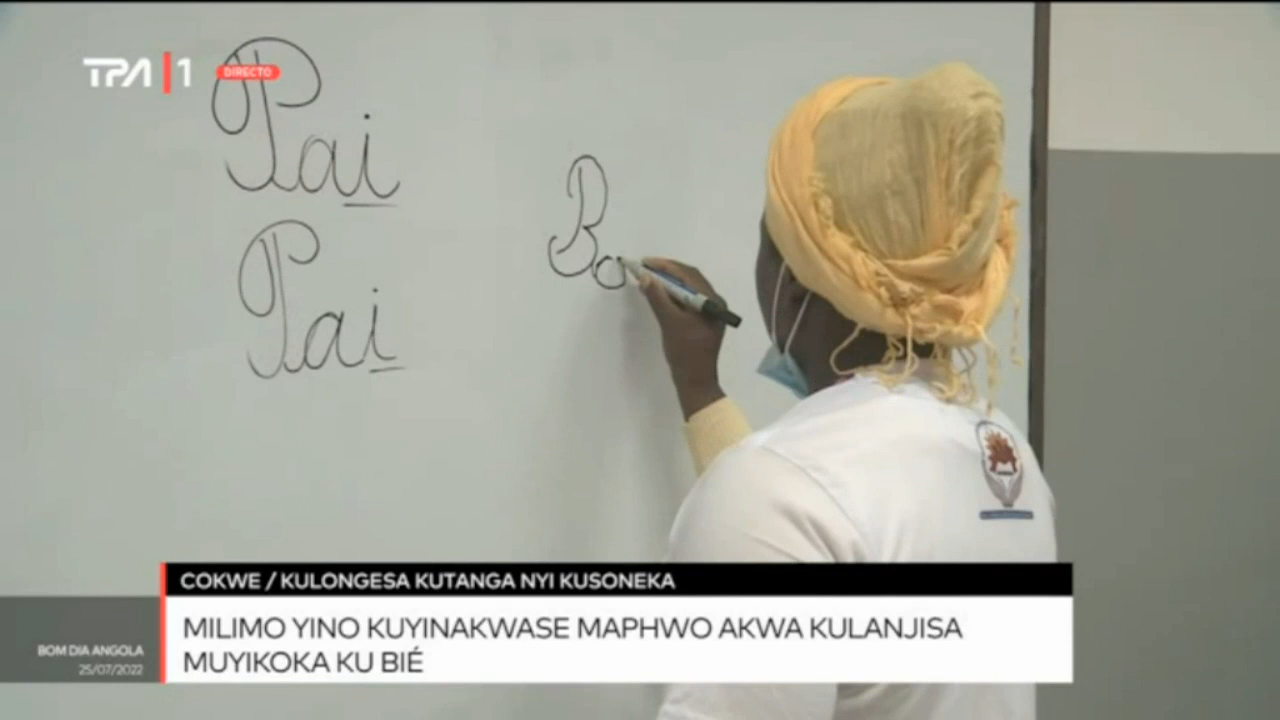 TPA 1 DIRECTO
Pai
Pai
Bo
COKWE / KULONGESA KUTANGA NYI KUSONEKA
MILIMO YINO KUYINAKWASE MAPHWO AKWA KULANJISA
MUYIKOKA KU BIÉ
BOM DIA ANGOLA
25/07/2022